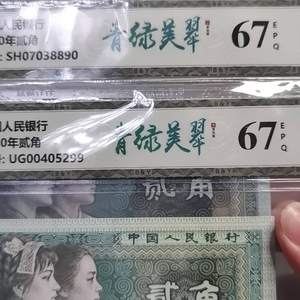 国人民银行
0年贰角
: SH07038890
青绿美翠
67
EPQ
国人民银行
0年贰角
: UG00405299
青绿美翠
67
EPQ
贰角
中国人民银行
贰角